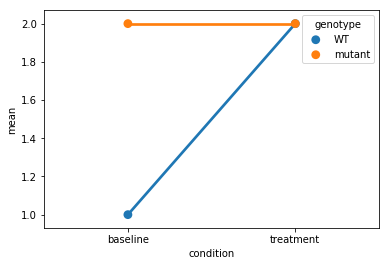 genotype
WT
mutant
2.0
1.8
1.6
1.4
1.2
1.0
mean
baseline
treatment
condition